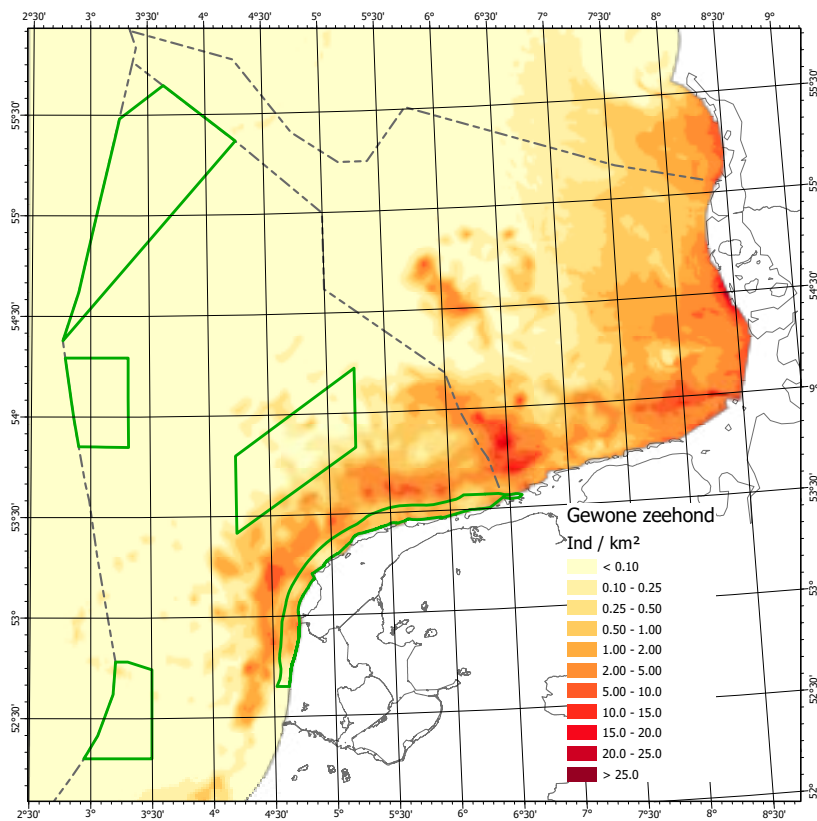 2°30' 3° 3°30' 4° 4°30' 5° 5°30' 6° 6°30' 7° 7°30' 8° 8°30' 9°
55°30' 55°30'
55° 55°
54°30' 54°30'
54° 9°
53°30' 53°30'
Gewone zeehond
Ind / km²
< 0.10
0.10 - 0.25
0.25 - 0.50
0.50 - 1.00
1.00 - 2.00
2.00 - 5.00
5.00 - 10.0
10.0 - 15.0
15.0 - 20.0
20.0 - 25.0
> 25.0
53° 53°
52°30' 52°30'
52°
2°30' 3° 3°30' 4° 4°30' 5° 5°30' 6° 6°30' 7° 7°30' 8° 8°30'